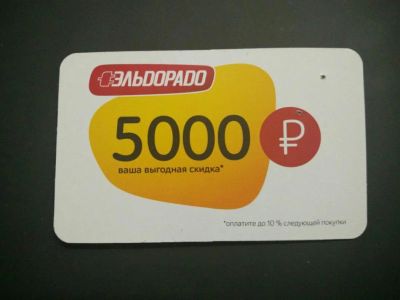 ЭЛЬДОРАДО
5000 ₽
ваша выгодная скидка*
*оплатите до 10 % следующей покупки